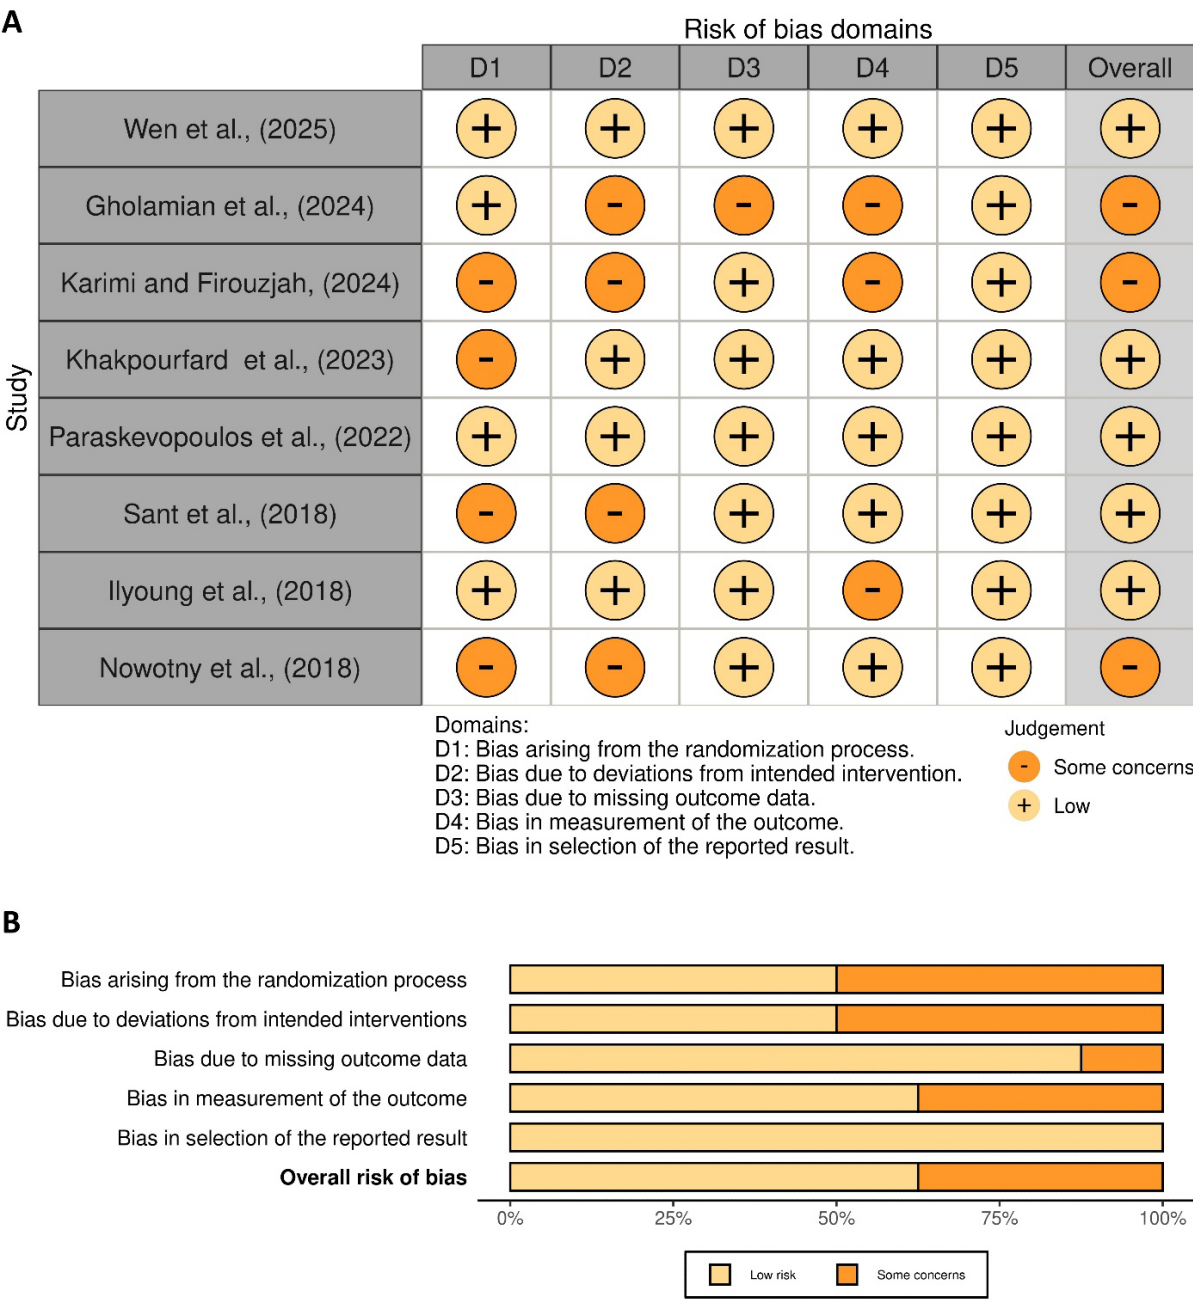 A
Risk of bias domains
D1 D2 D3 D4 D5 Overall
Study
Wen et al., (2025) + + + + + +
Gholamian et al., (2024) + - - - + -
Karimi and Firouzjah, (2024) - - + - + -
Khakpourfard  et al., (2023) - + + + + +
Paraskevopoulos et al., (2022) + + + + + +
Sant et al., (2018) - - + + + +
Ilyoung et al., (2018) + + + - + +
Nowotny et al., (2018) - - + + + -
Domains:
D1: Bias arising from the randomization process.
D2: Bias due to deviations from intended intervention.
D3: Bias due to missing outcome data.
D4: Bias in measurement of the outcome.
D5: Bias in selection of the reported result.
Judgement
- Some concerns
+ Low
B
Bias arising from the randomization process
Bias due to deviations from intended interventions
Bias due to missing outcome data
Bias in measurement of the outcome
Bias in selection of the reported result
Overall risk of bias
0% 25% 50% 75% 100%
Low risk Some concerns